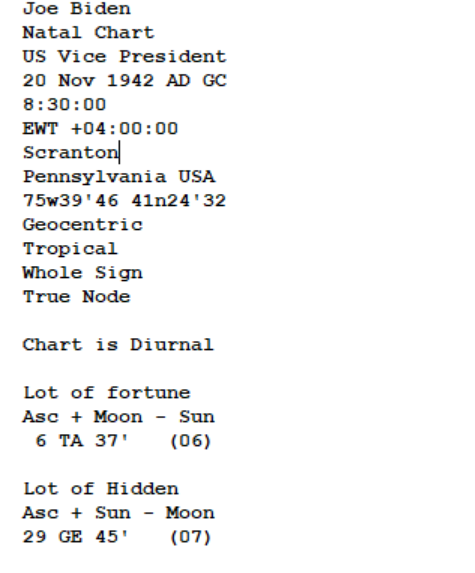 Joe Biden
Natal Chart
US Vice President
20 Nov 1942 AD GC
8:30:00
EWT +04:00:00
Scranton
Pennsylvania USA
75w39'46 41n24'32
Geocentric
Tropical
Whole Sign
True Node
Chart is Diurnal
Lot of fortune
Asc + Moon - Sun
6 TA 37' (06)
Lot of Hidden
Asc + Sun - Moon
29 GE 45' (07)